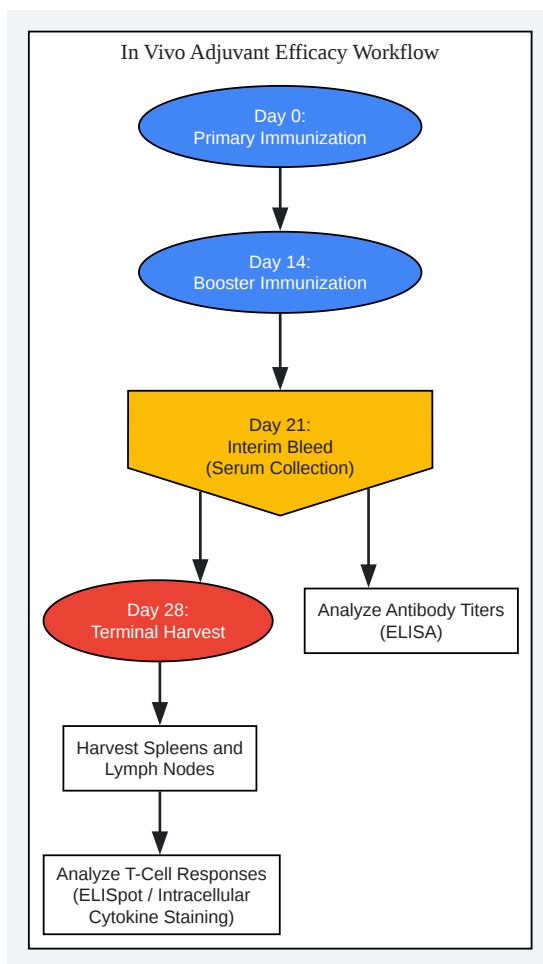 In Vivo Adjuvant Efficacy Workflow
Day 0:
Primary Immunization
Day 14:
Booster Immunization
Day 21:
Interim Bleed
(Serum Collection)
Day 28:
Terminal Harvest
Analyze Antibody Titers
(ELISA)
Harvest Spleens and
Lymph Nodes
Analyze T-Cell Responses
(ELISpot / Intracellular
Cytokine Staining)